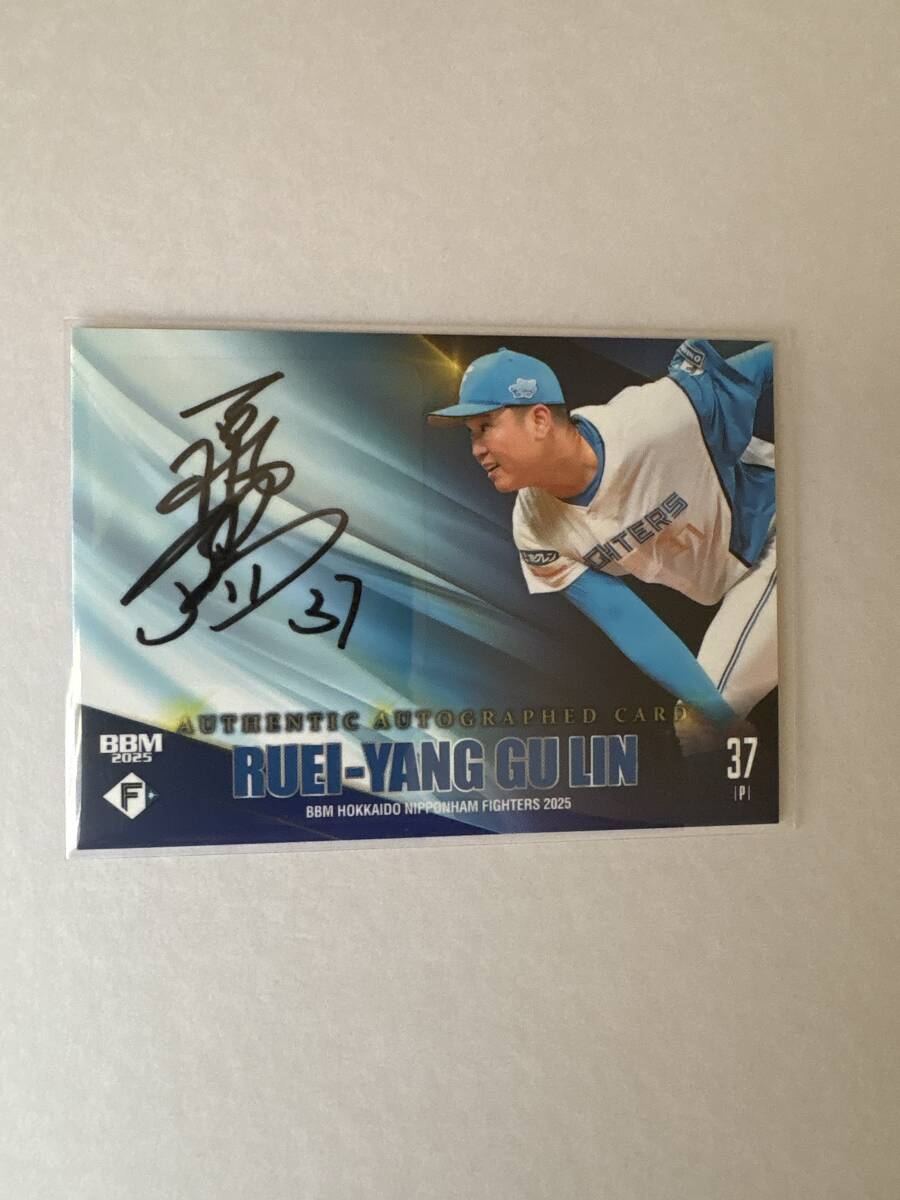 37
FIGHTERS
AUTHENTIC AUTOGRAPHED CARD
BBM
2025
RUEI-YANG GU LIN
37
F
BBM HOKKAIDO NIPPONHAM FIGHTERS 2025
|P|